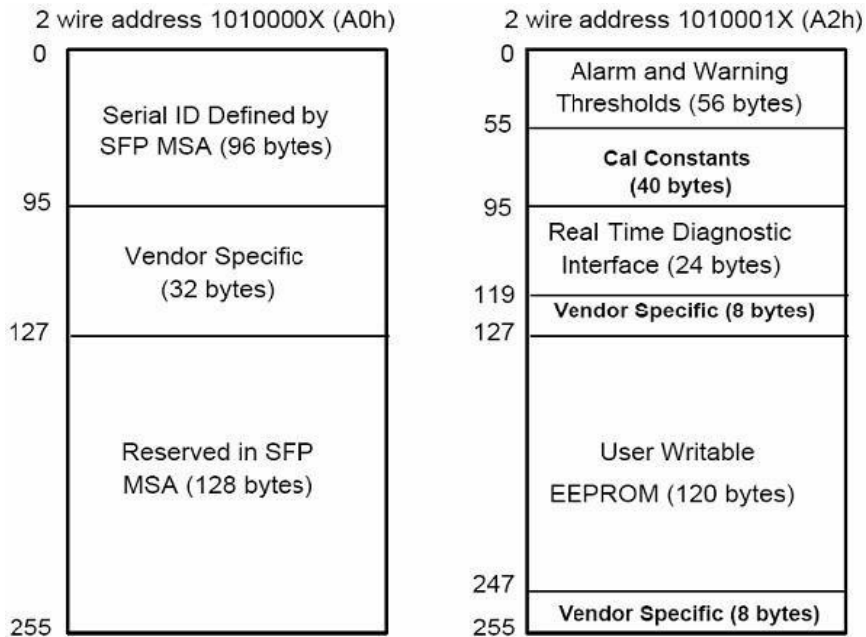 2 wire address 1010000X (A0h)
0
Serial ID Defined by
SFP MSA (96 bytes)
95
Vendor Specific
(32 bytes)
127
Reserved in SFP
MSA (128 bytes)
255
2 wire address 1010001X (A2h)
0
Alarm and Warning
Thresholds (56 bytes)
55
Cal Constants
(40 bytes)
95
Real Time Diagnostic
Interface (24 bytes)
119
Vendor Specific (8 bytes)
127
User Writable
EEPROM (120 bytes)
247
Vendor Specific (8 bytes)
255